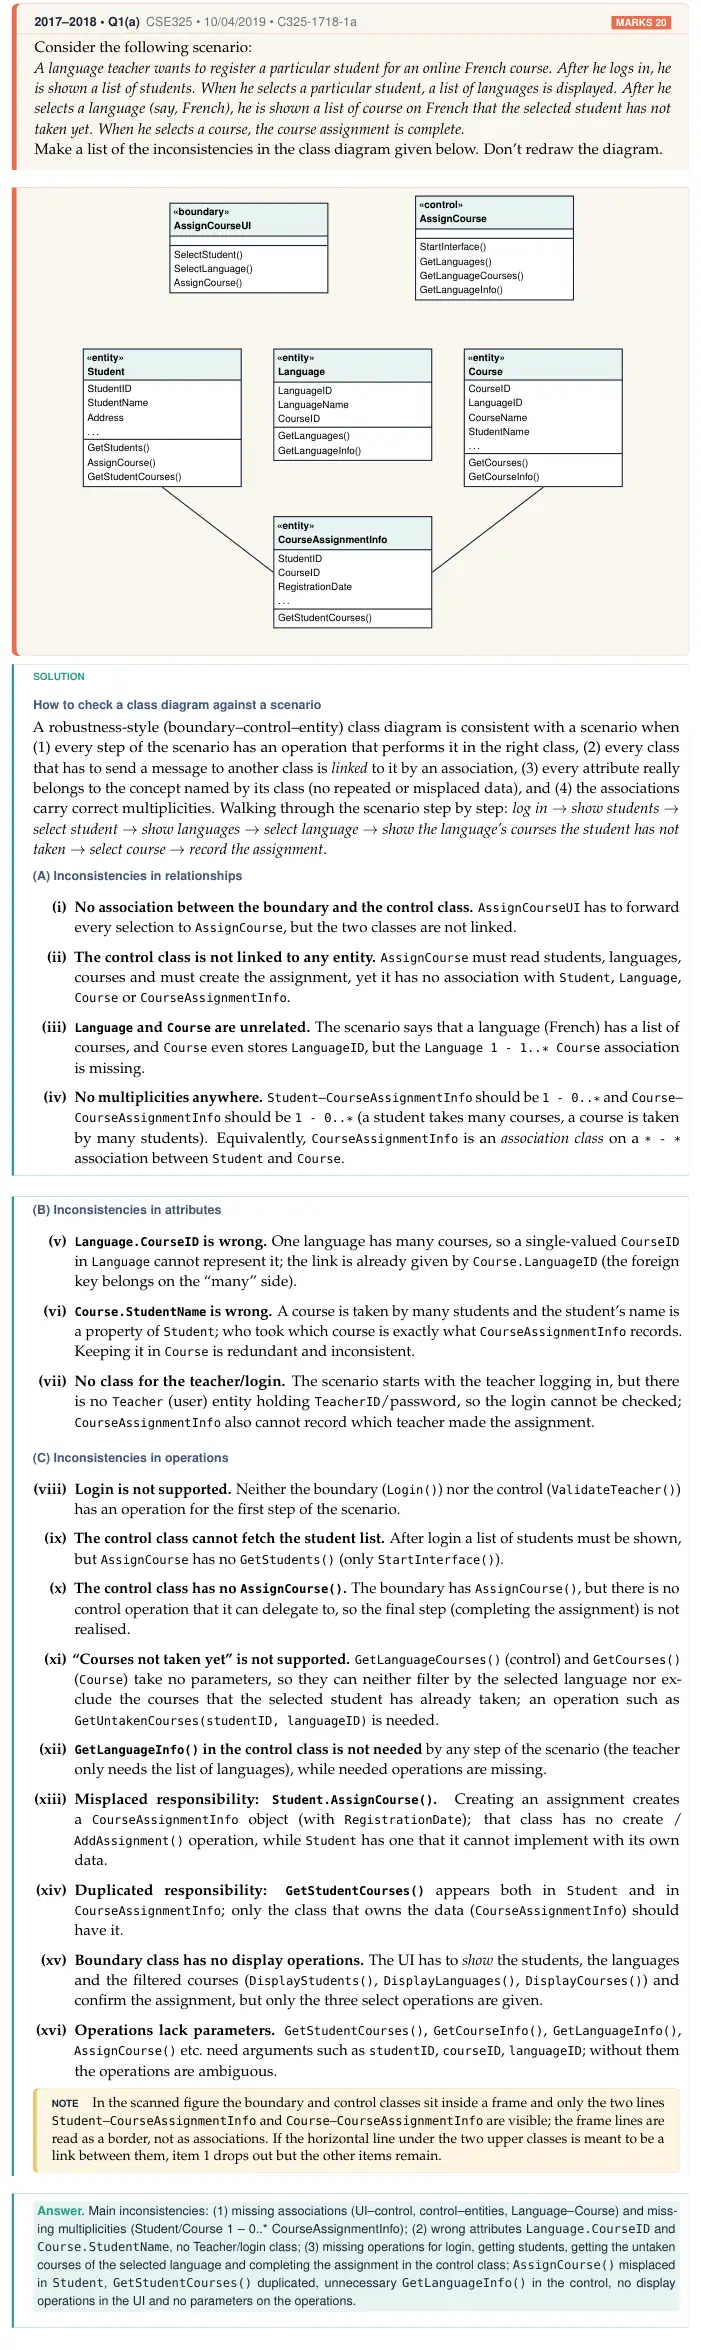 2017–2018 • Q1(a) CSE325 • 10/04/2019 • C325-1718-1a MARKS 20
Consider the following scenario:
A language teacher wants to register a particular student for an online French course. After he logs in, he
is shown a list of students. When he selects a particular student, a list of languages is displayed. After he
selects a language (say, French), he is shown a list of course on French that the selected student has not
taken yet. When he selects a course, the course assignment is complete.
Make a list of the inconsistencies in the class diagram given below. Don't redraw the diagram.
«boundary»
AssignCourseUI
SelectStudent()
SelectLanguage()
AssignCourse()
«control»
AssignCourse
StartInterface()
GetLanguages()
GetLanguageCourses()
GetLanguageInfo()
«entity»
Student
StudentID
StudentName
Address
...
GetStudents()
AssignCourse()
GetStudentCourses()
«entity»
Language
LanguageID
LanguageName
CourseID
GetLanguages()
GetLanguageInfo()
«entity»
Course
CourseID
LanguageID
CourseName
StudentName
...
GetCourses()
GetCourseInfo()
«entity»
CourseAssignmentInfo
StudentID
CourseID
RegistrationDate
...
GetStudentCourses()
SOLUTION
How to check a class diagram against a scenario
A robustness-style (boundary–control–entity) class diagram is consistent with a scenario when
(1) every step of the scenario has an operation that performs it in the right class, (2) every class
that has to send a message to another class is linked to it by an association, (3) every attribute really
belongs to the concept named by its class (no repeated or misplaced data), and (4) the associations
carry correct multiplicities. Walking through the scenario step by step: log in → show students →
select student → show languages → select language → show the language's courses the student has not
taken → select course → record the assignment.
(A) Inconsistencies in relationships
(i) No association between the boundary and the control class. AssignCourseUI has to forward
every selection to AssignCourse, but the two classes are not linked.
(ii) The control class is not linked to any entity. AssignCourse must read students, languages,
courses and must create the assignment, yet it has no association with Student, Language,
Course or CourseAssignmentInfo.
(iii) Language and Course are unrelated. The scenario says that a language (French) has a list of
courses, and Course even stores LanguageID, but the Language 1 - 1..* Course association
is missing.
(iv) No multiplicities anywhere. Student–CourseAssignmentInfo should be 1 - 0..* and Course–
CourseAssignmentInfo should be 1 - 0..* (a student takes many courses, a course is taken
by many students). Equivalently, CourseAssignmentInfo is an association class on a * - *
association between Student and Course.
(B) Inconsistencies in attributes
(v) Language.CourseID is wrong. One language has many courses, so a single-valued CourseID
in Language cannot represent it; the link is already given by Course.LanguageID (the foreign
key belongs on the "many" side).
(vi) Course.StudentName is wrong. A course is taken by many students and the student's name is
a property of Student; who took which course is exactly what CourseAssignmentInfo records.
Keeping it in Course is redundant and inconsistent.
(vii) No class for the teacher/login. The scenario starts with the teacher logging in, but there
is no Teacher (user) entity holding TeacherID/password, so the login cannot be checked;
CourseAssignmentInfo also cannot record which teacher made the assignment.
(C) Inconsistencies in operations
(viii) Login is not supported. Neither the boundary (Login()) nor the control (ValidateTeacher())
has an operation for the first step of the scenario.
(ix) The control class cannot fetch the student list. After login a list of students must be shown,
but AssignCourse has no GetStudents() (only StartInterface()).
(x) The control class has no AssignCourse(). The boundary has AssignCourse(), but there is no
control operation that it can delegate to, so the final step (completing the assignment) is not
realised.
(xi) "Courses not taken yet" is not supported. GetLanguageCourses() (control) and GetCourses()
(Course) take no parameters, so they can neither filter by the selected language nor ex-
clude the courses that the selected student has already taken; an operation such as
GetUntakenCourses(studentID, languageID) is needed.
(xii) GetLanguageInfo() in the control class is not needed by any step of the scenario (the teacher
only needs the list of languages), while needed operations are missing.
(xiii) Misplaced responsibility: Student.AssignCourse(). Creating an assignment creates
a CourseAssignmentInfo object (with RegistrationDate); that class has no create /
AddAssignment() operation, while Student has one that it cannot implement with its own
data.
(xiv) Duplicated responsibility: GetStudentCourses() appears both in Student and in
CourseAssignmentInfo; only the class that owns the data (CourseAssignmentInfo) should
have it.
(xv) Boundary class has no display operations. The UI has to show the students, the languages
and the filtered courses (DisplayStudents(), DisplayLanguages(), DisplayCourses()) and
confirm the assignment, but only the three select operations are given.
(xvi) Operations lack parameters. GetStudentCourses(), GetCourseInfo(), GetLanguageInfo(),
AssignCourse() etc. need arguments such as studentID, courseID, languageID; without them
the operations are ambiguous.
NOTE In the scanned figure the boundary and control classes sit inside a frame and only the two lines
Student–CourseAssignmentInfo and Course–CourseAssignmentInfo are visible; the frame lines are
read as a border, not as associations. If the horizontal line under the two upper classes is meant to be a
link between them, item 1 drops out but the other items remain.
Answer. Main inconsistencies: (1) missing associations (UI–control, control–entities, Language–Course) and miss-
ing multiplicities (Student/Course 1 – 0..* CourseAssignmentInfo); (2) wrong attributes Language.CourseID and
Course.StudentName, no Teacher/login class; (3) missing operations for login, getting students, getting the untaken
courses of the selected language and completing the assignment in the control class; AssignCourse() misplaced
in Student, GetStudentCourses() duplicated, unnecessary GetLanguageInfo() in the control, no display
operations in the UI and no parameters on the operations.